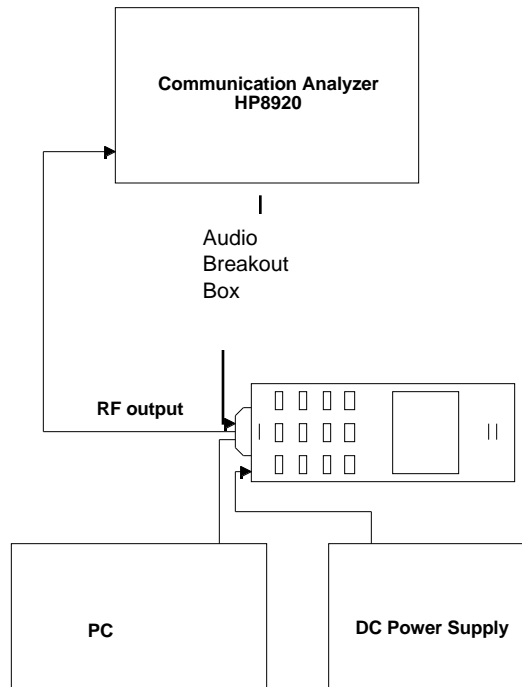 Communication Analyzer
HP8920
Audio
Breakout
Box
RF output
PC
DC Power Supply